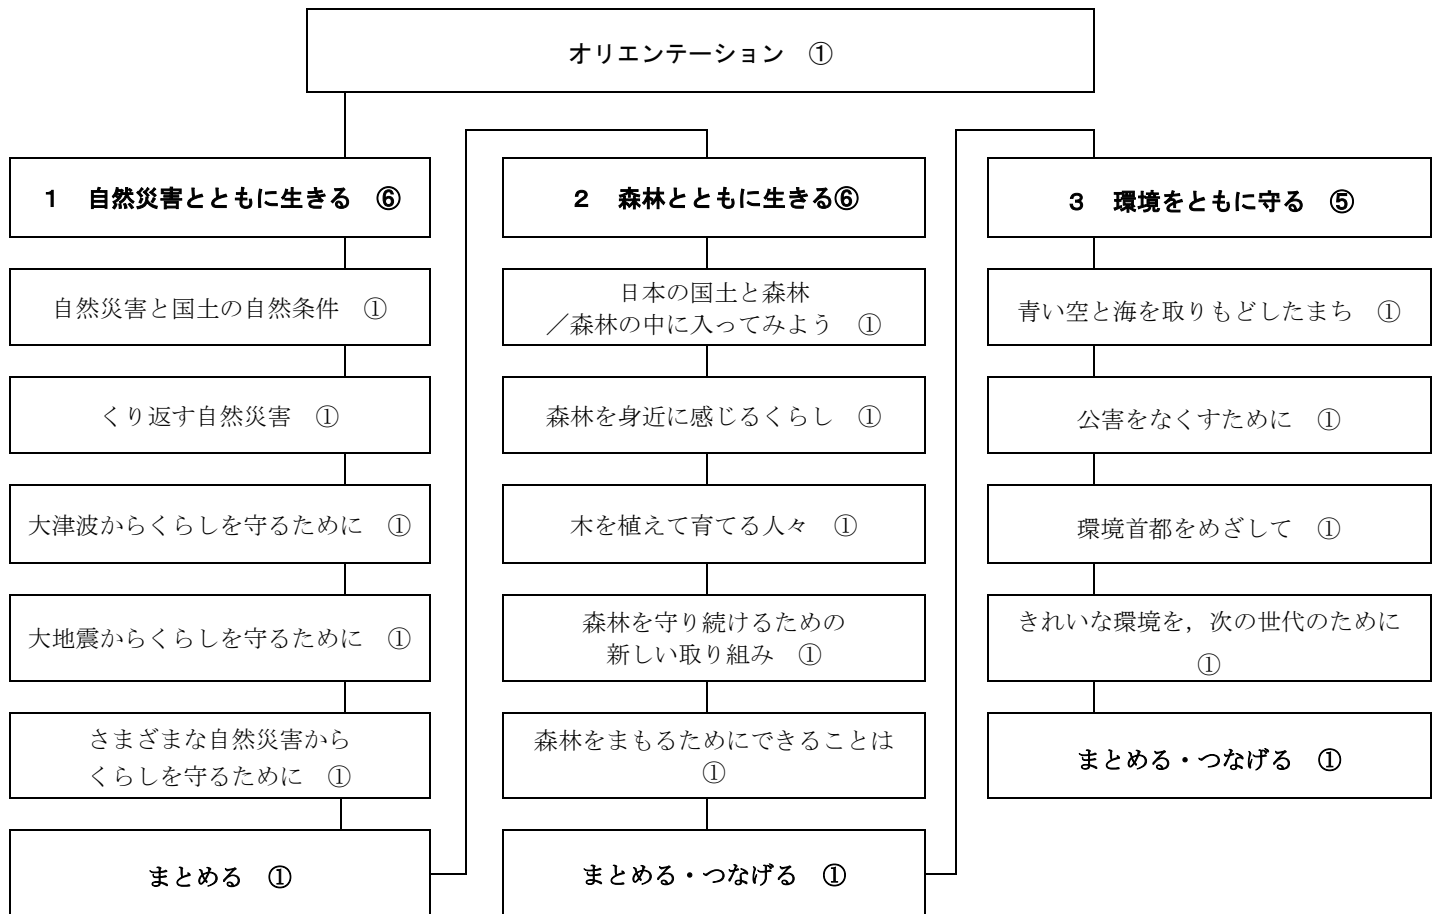 オリエンテーション　①
１　自然災害とともに生きる　⑥
自然災害と国土の自然条件　①
くり返す自然災害　①
大津波からくらしを守るために　①
大地震からくらしを守るために　①
さまざまな自然災害から
くらしを守るために　①
まとめる　①
２　森林とともに生きる⑥
日本の国土と森林
／森林の中に入ってみよう　①
森林を身近に感じるくらし　①
木を植えて育てる人々　①
森林を守り続けるための
新しい取り組み　①
森林をまもるためにできることは
①
まとめる・つなげる　①
３　環境をともに守る　⑤
青い空と海を取りもどしたまち　①
公害をなくすために　①
環境首都をめざして　①
きれいな環境を，次の世代のために
①
まとめる・つなげる　①